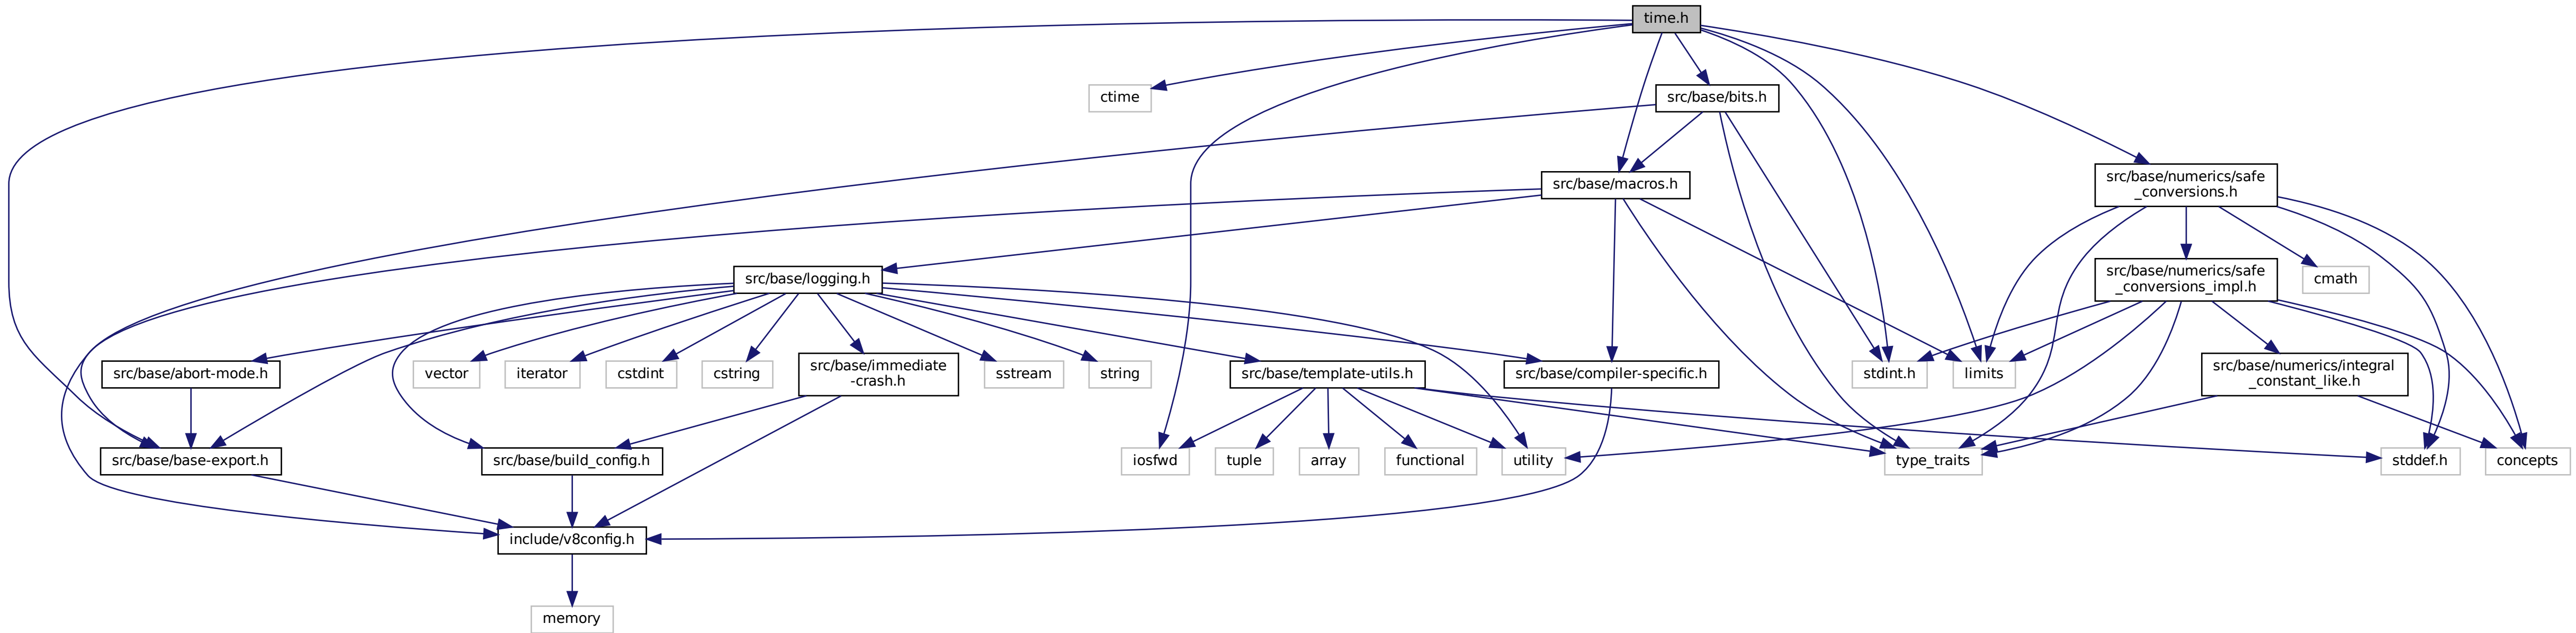 time.h
ctime
src/base/bits.h
src/base/macros.h
src/base/numerics/safe
_conversions.h
src/base/logging.h
src/base/numerics/safe
_conversions_impl.h
cmath
src/base/abort-mode.h
vector
iterator
cstdint
cstring
src/base/immediate
-crash.h
sstream
string
src/base/template-utils.h
src/base/compiler-specific.h
stdint.h
limits
src/base/numerics/integral
_constant_like.h
src/base/base-export.h
src/base/build_config.h
iosfwd
tuple
array
functional
utility
type_traits
stddef.h
concepts
include/v8config.h
memory